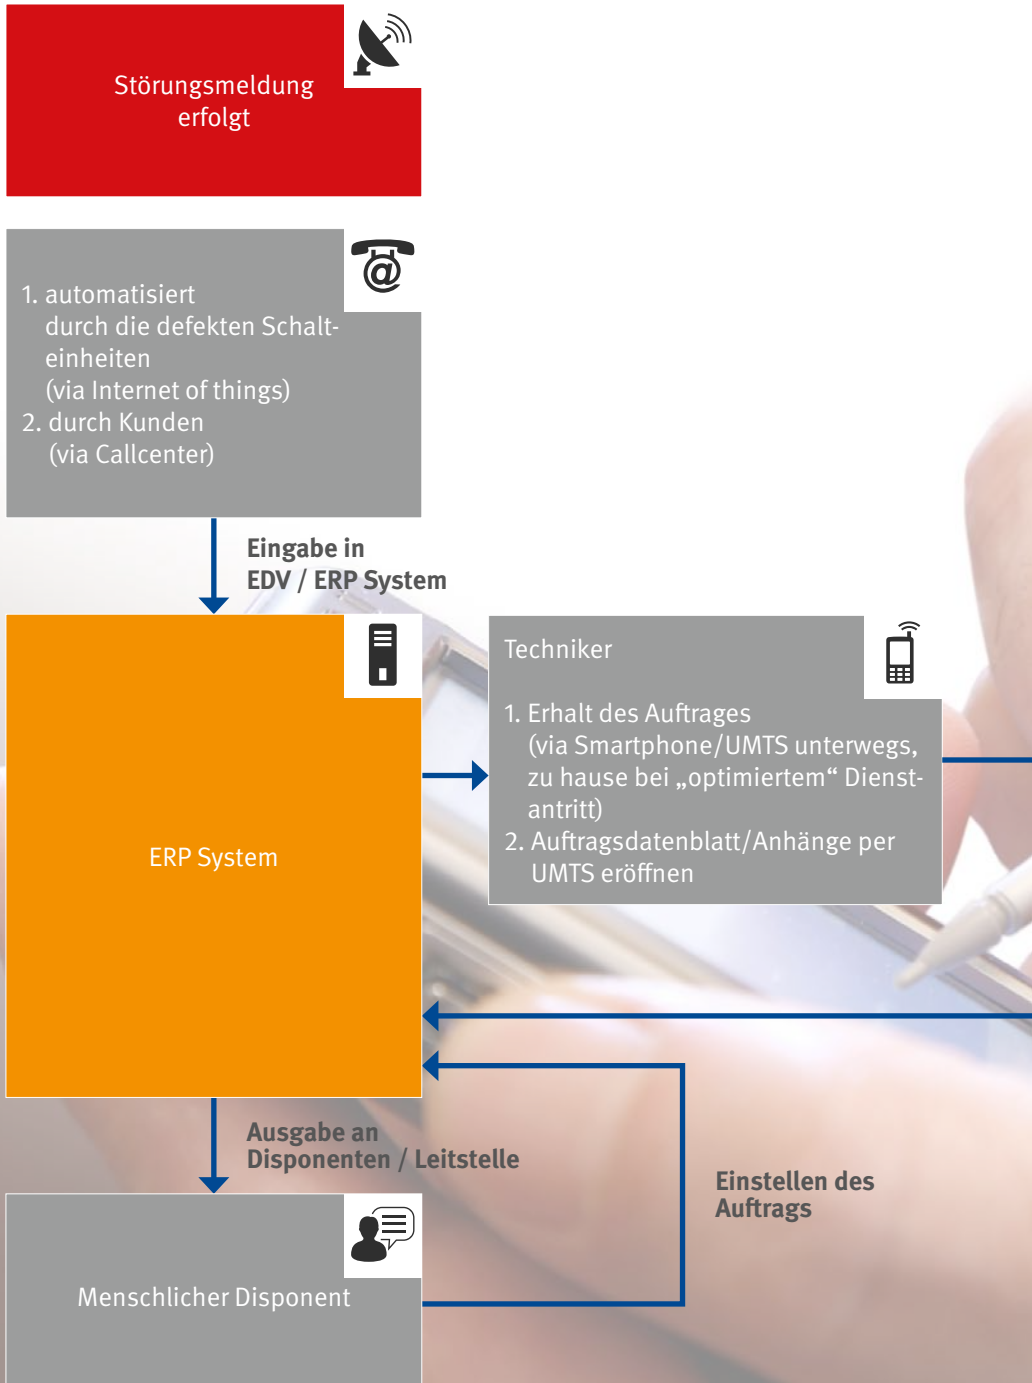 Störungsmeldung
erfolgt
1. automatisiert
durch die defekten Schalt-
einheiten
(via Internet of things)
2. durch Kunden
(via Callcenter)
Eingabe in
EDV / ERP System
ERP System
Techniker
1. Erhalt des Auftrages
(via Smartphone/UMTS unterwegs,
zu hause bei „optimiertem“ Dienst-
antritt)
2. Auftragsdatenblatt/Anhänge per
UMTS eröffnen
Ausgabe an
Disponenten / Leitstelle
Einstellen des
Auftrags
Menschlicher Disponent